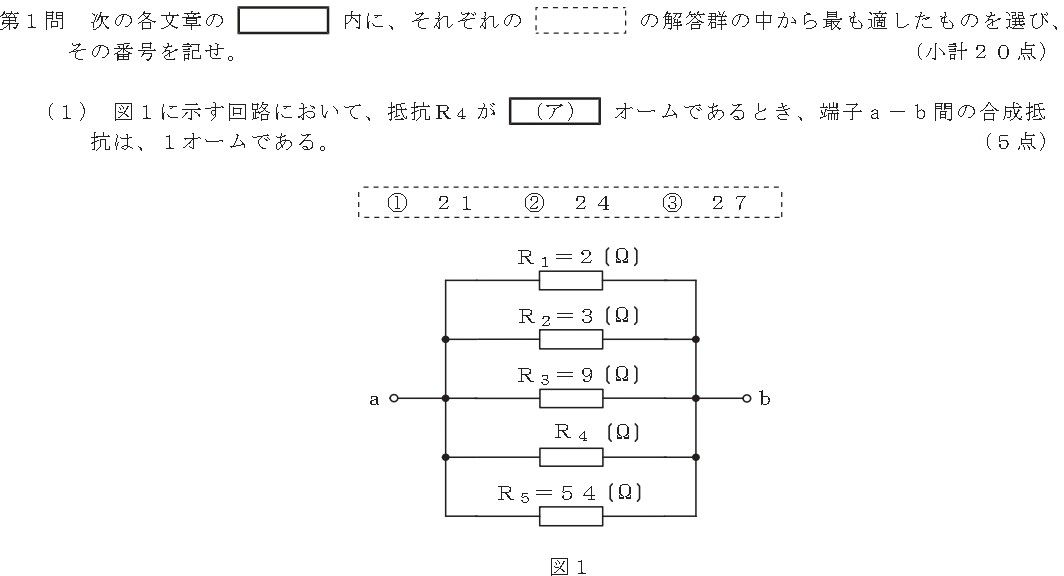 第1問 次の各文章の 内に、それぞれの の解答群の中から最も適したものを選び、
その番号を記せ。 (小計20点)
(1) 図1に示す回路において、抵抗R4が (ア) オームであるとき、端子a-b間の合成抵
抗は、1オームである。 (5点)
① 21 ② 24 ③ 27
R1=2 (Ω)
R2=3 (Ω)
R3=9 (Ω)
a b
R4 (Ω)
R5=54 (Ω)
図1